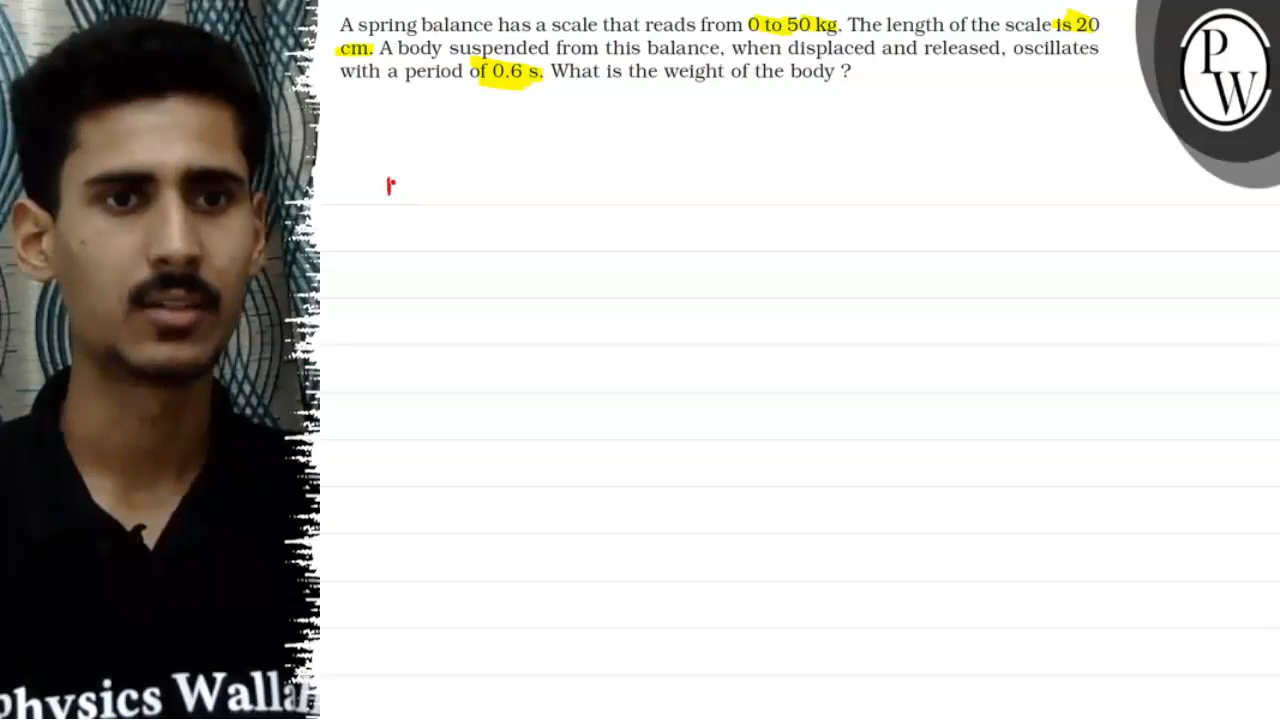 A spring balance has a scale that reads from 0 to 50 kg. The length of the scale is 20
cm. A body suspended from this balance, when displaced and released, oscillates
with a period of 0.6 s. What is the weight of the body ?
P
W
Physics Wallah